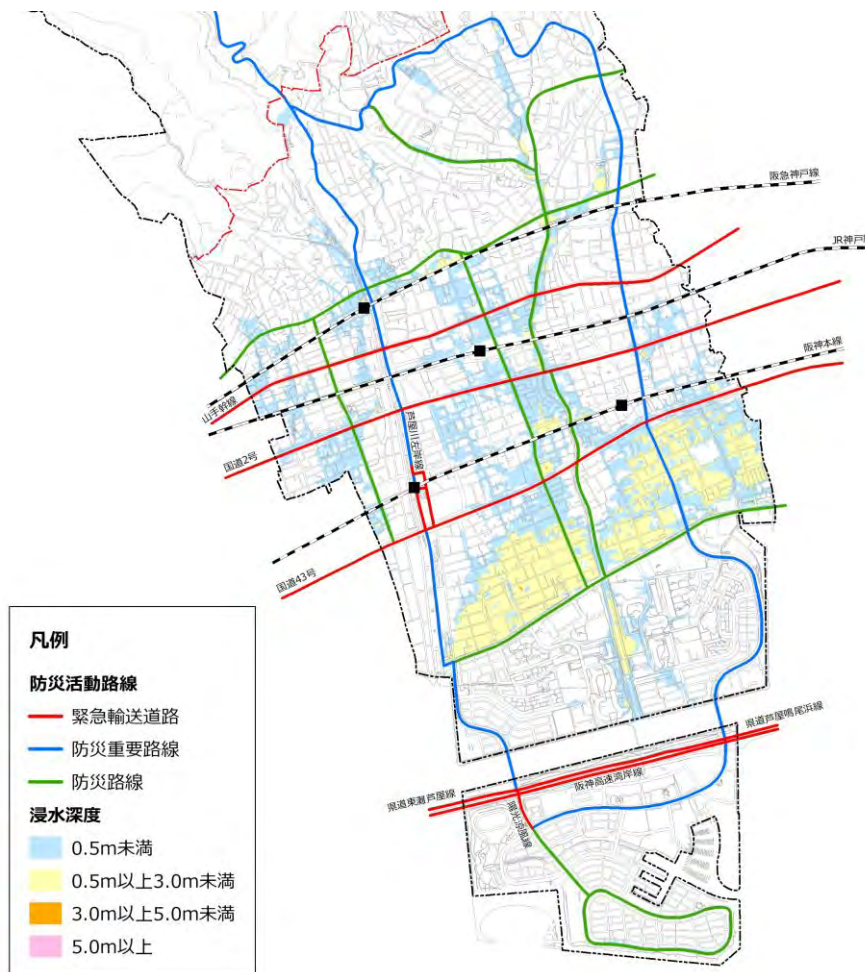 阪急神戸線
JR神戸
阪神本線
山手幹線
国道2号
芦屋川左岸線
国道43号
県道芦屋鳴尾浜線
阪神高速湾岸線
県道東灘芦屋線
陽光涼風線
凡例
防災活動路線
緊急輸送道路
防災重要路線
防災路線
浸水深度
0.5m未満
0.5m以上3.0m未満
3.0m以上5.0m未満
5.0m以上